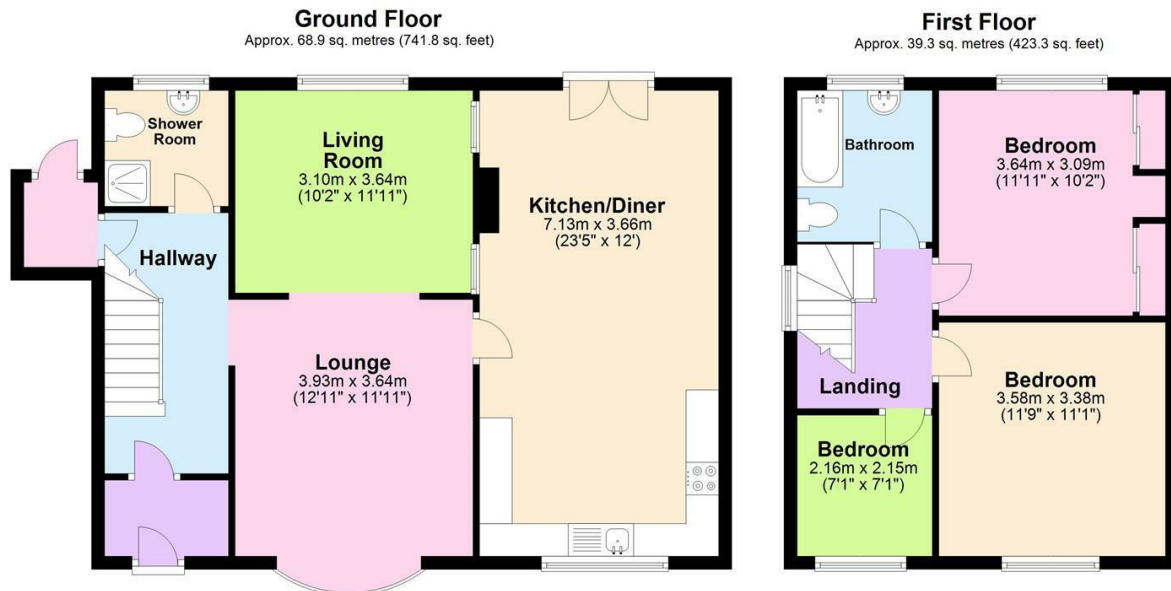 Ground Floor
Approx. 68.9 sq. metres (741.8 sq. feet)
Shower
Room
Living
Room
3.10m x 3.64m
(10'2" x 11'11")
Kitchen/Diner
7.13m x 3.66m
(23'5" x 12')
Hallway
Lounge
3.93m x 3.64m
(12'11" x 11'11")
First Floor
Approx. 39.3 sq. metres (423.3 sq. feet)
Bathroom
Bedroom
3.64m x 3.09m
(11'11" x 10'2")
Landing
Bedroom
3.58m x 3.38m
(11'9" x 11'1")
Bedroom
2.16m x 2.15m
(7'1" x 7'1")